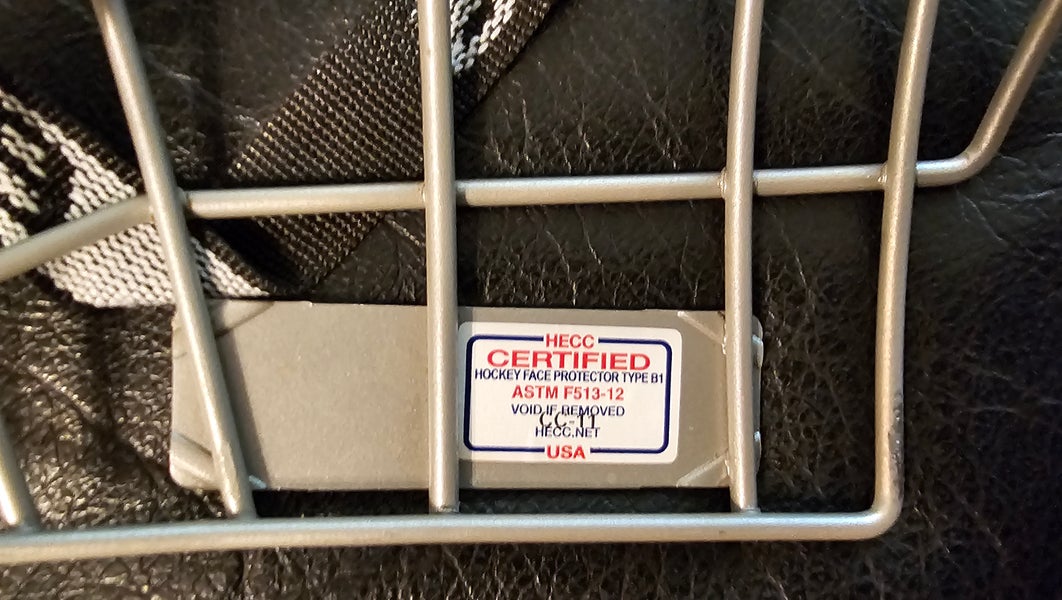 HECC
CERTIFIED
HOCKEY FACE PROTECTOR TYPE B1
ASTM F513-12
VOID IF REMOVED
CC-11
HECC.NET
USA